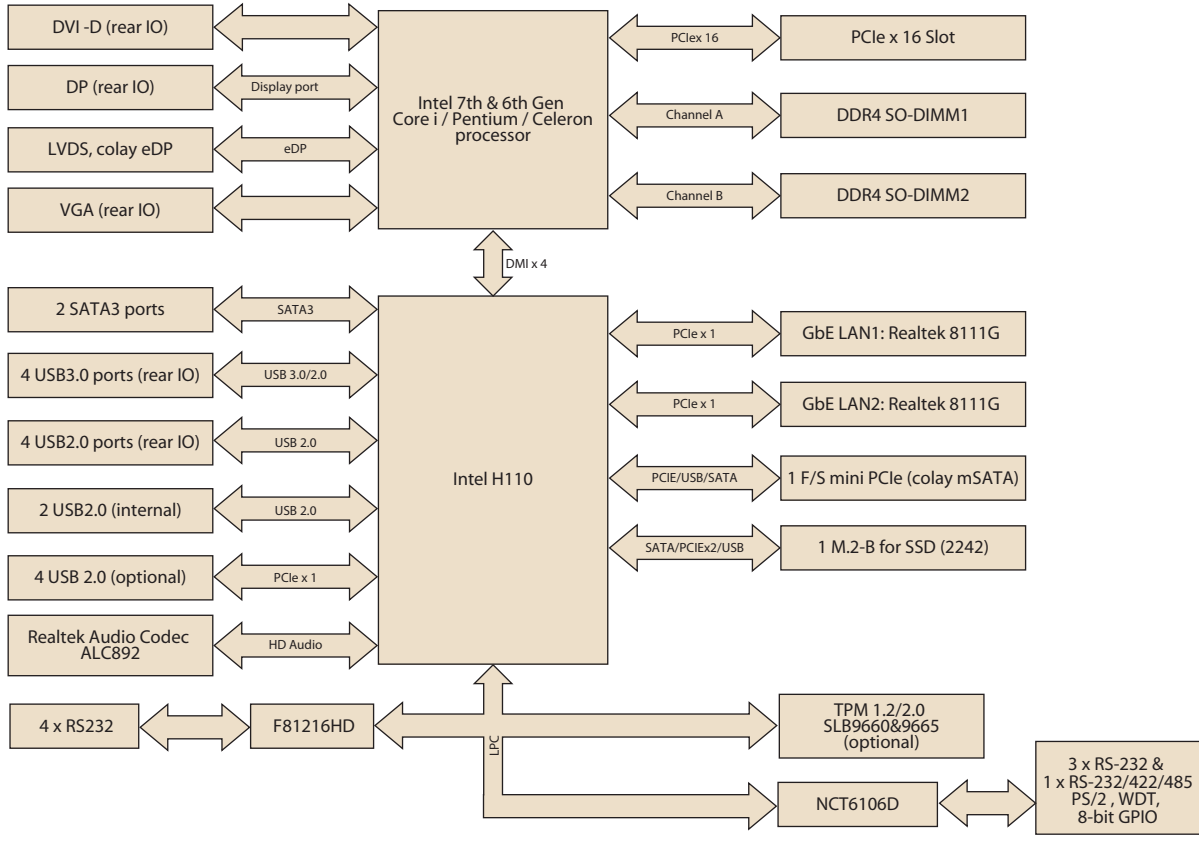 DVI -D (rear IO)
DP (rear IO)
Display port
LVDS, colay eDP
eDP
VGA (rear IO)
Intel 7th & 6th Gen
Core i / Pentium / Celeron
processor
PCIex 16
PCIe x 16 Slot
Channel A
DDR4 SO-DIMM1
Channel B
DDR4 SO-DIMM2
DMI x 4
2 SATA3 ports
SATA3
4 USB3.0 ports (rear IO)
USB 3.0/2.0
4 USB2.0 ports (rear IO)
USB 2.0
2 USB2.0 (internal)
USB 2.0
4 USB 2.0 (optional)
PCIe x 1
Realtek Audio Codec
ALC892
HD Audio
Intel H110
PCIe x 1
GbE LAN1: Realtek 8111G
PCIe x 1
GbE LAN2: Realtek 8111G
PCIE/USB/SATA
1 F/S mini PCIe (colay mSATA)
SATA/PCIEx2/USB
1 M.2-B for SSD (2242)
4 x RS232
F81216HD
LPC
TPM 1.2/2.0
SLB9660&9665
(optional)
NCT6106D
3 x RS-232 &
1 x RS-232/422/485
PS/2 , WDT,
8-bit GPIO